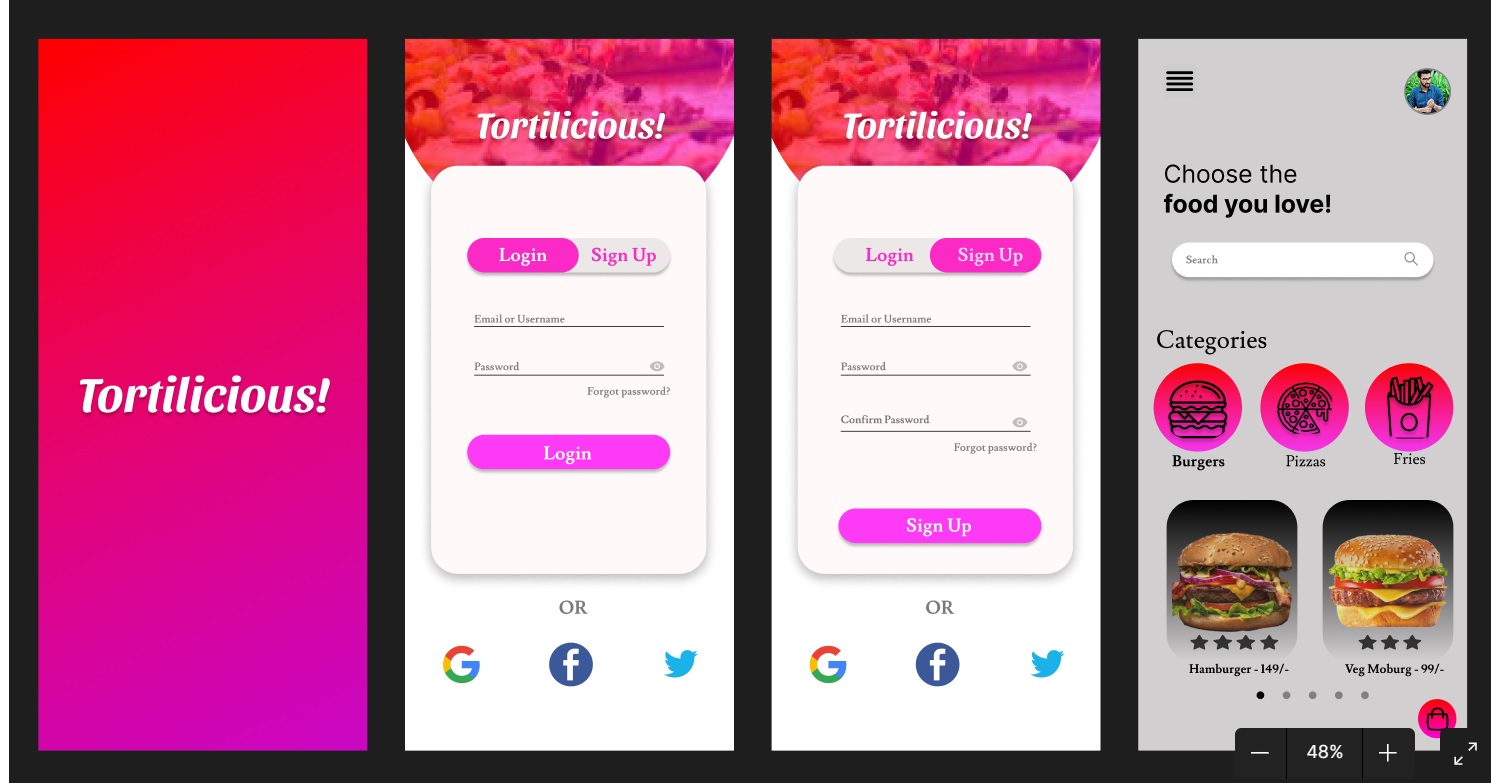 Tortilicious!
Tortilicious!
Login Sign Up
Email or Username
Password
Forgot password?
Login
OR
Tortilicious!
Login Sign Up
Email or Username
Password
Confirm Password
Forgot password?
Sign Up
OR
Choose the
food you love!
Search
Categories
Burgers Pizzas Fries
Hamburger - 149/- Veg Moburg - 99/-
48%